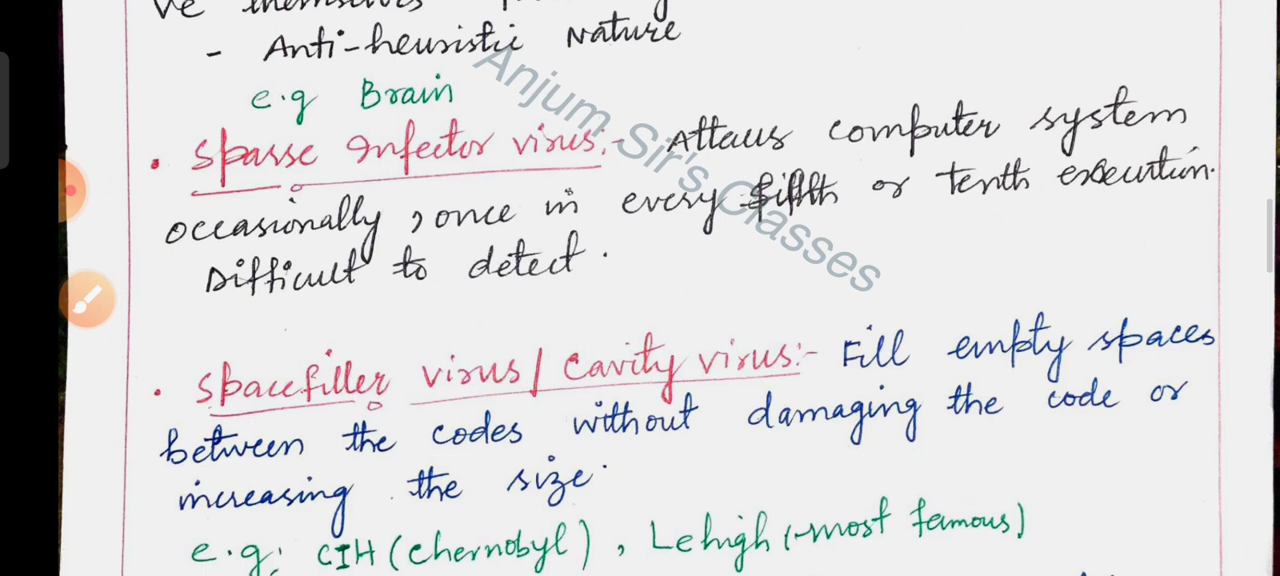 ve themselves
- Anti-heuristic Nature
e.g Brain
• Sparse Infector virus:- Attacks computer system
occasionally, once in every fifth or tenth execution.
Difficult to detect.
• Spacefiller virus/Cavity virus:- Fill empty spaces
between the codes without damaging the code or
increasing the size.
e.g: CIH (Chernobyl), Lehigh (most famous)
Anjum Sir's Classes